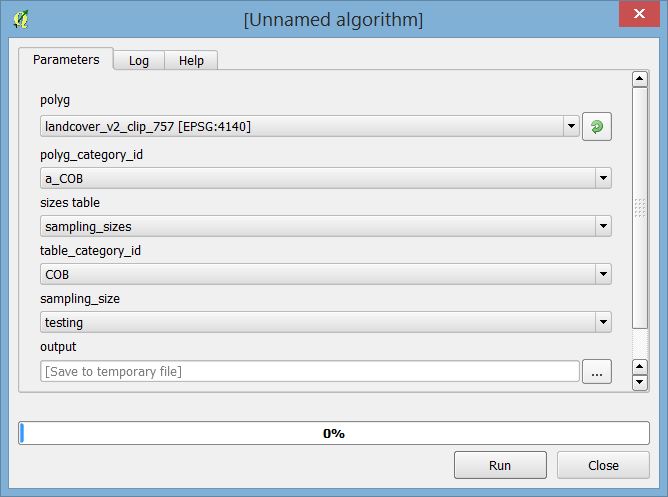 [Unnamed algorithm]
Parameters Log Help
polyg
landcover_v2_clip_757 [EPSG:4140]
polyg_category_id
a_COB
sizes table
sampling_sizes
table_category_id
COB
sampling_size
testing
output
[Save to temporary file] ...
0%
Run Close